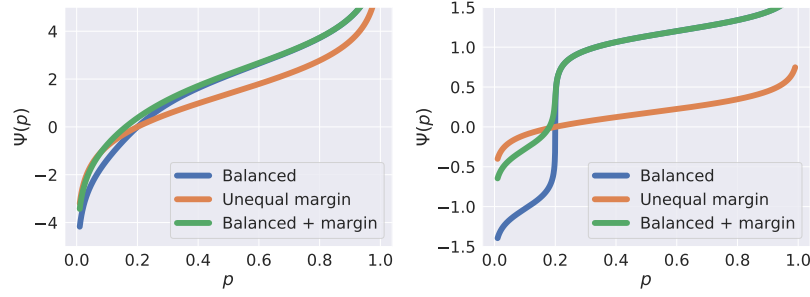 4
2
0
−2
−4
Ψ(p)
Balanced
Unequal margin
Balanced + margin
0.0 0.2 0.4 0.6 0.8 1.0
p
1.5
1.0
0.5
0.0
−0.5
−1.0
−1.5
Ψ(p)
Balanced
Unequal margin
Balanced + margin
0.0 0.2 0.4 0.6 0.8 1.0
p